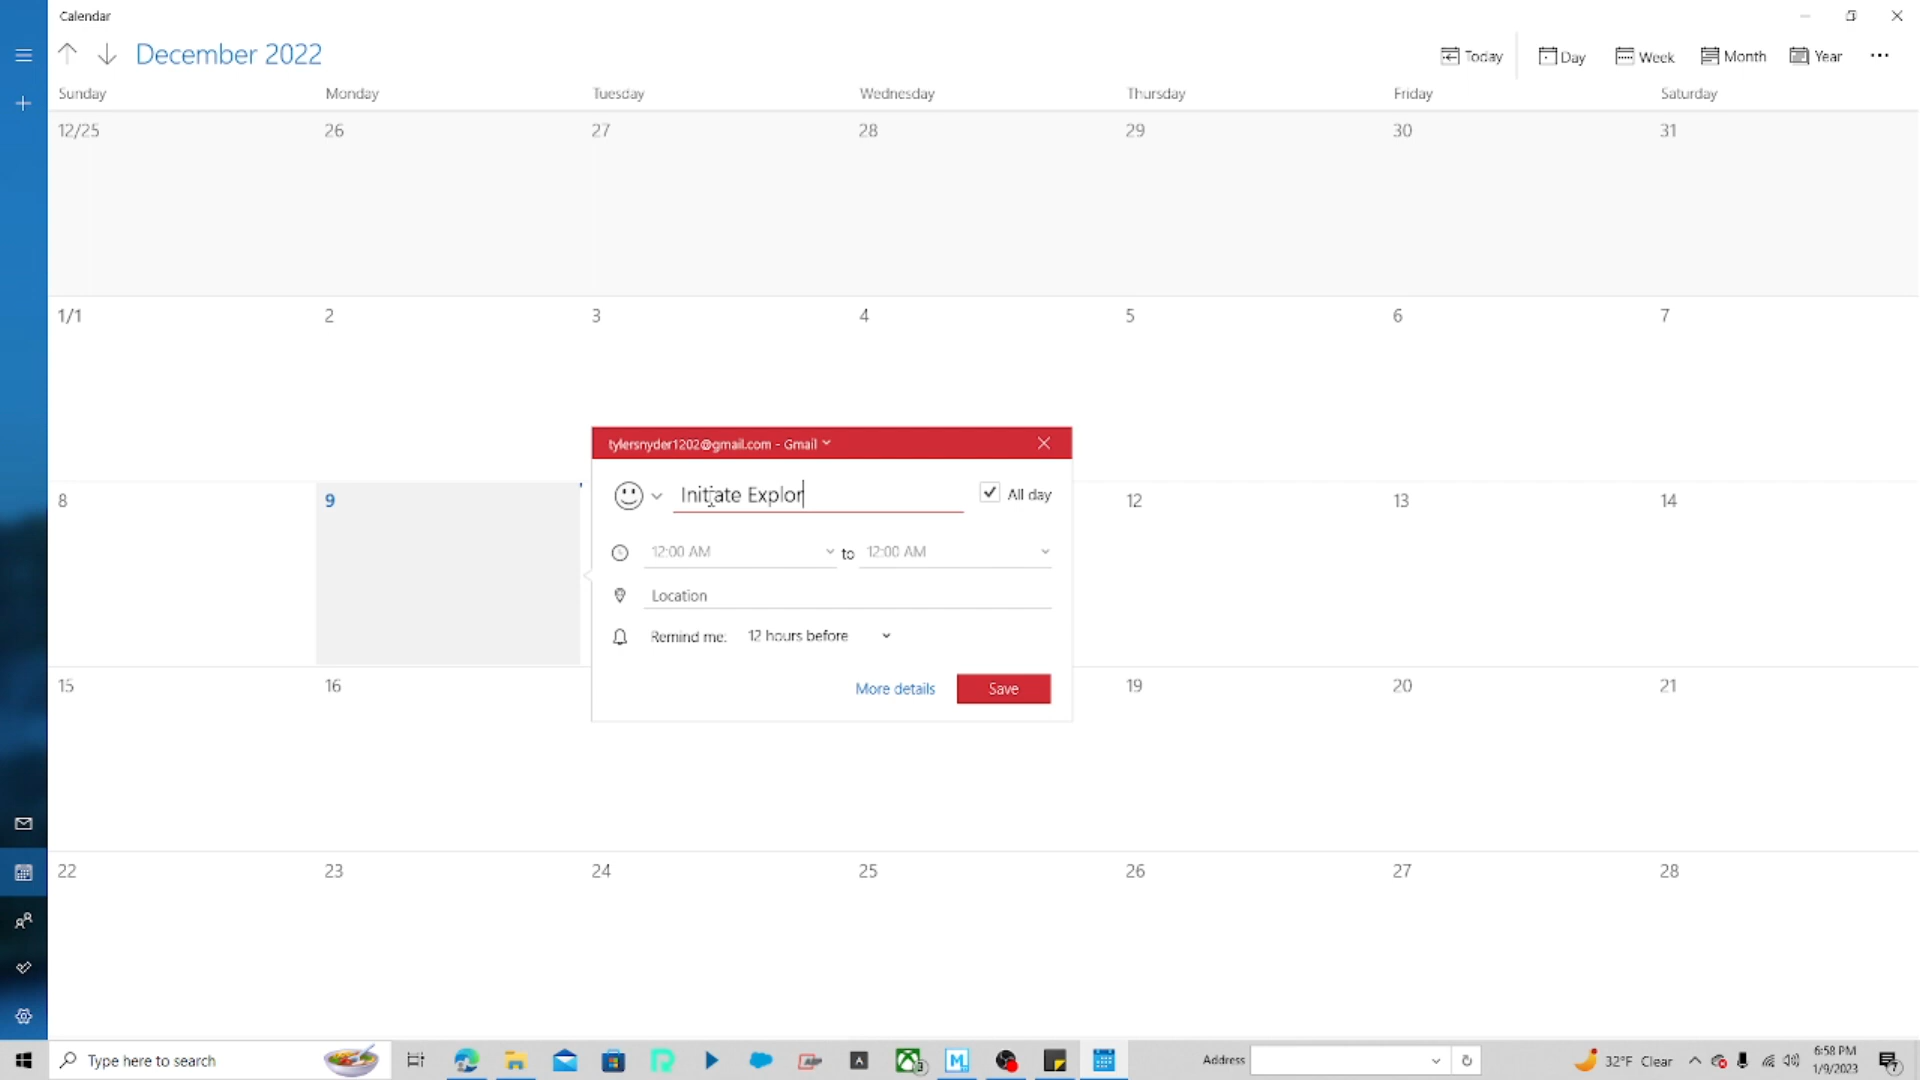 Calendar
December 2022
Today
Day
Week
Month
Year
Sunday Monday Tuesday Wednesday Thursday Friday Saturday
12/25 26 27 28 29 30 31
1/1 2 3 4 5 6 7
tylersnyder1202@gmail.com - Gmail
Initiate Explor
All day
8 9 12 13 14
12:00 AM to 12:00 AM
Location
Remind me: 12 hours before
More details Save
15 16 19 20 21
22 23 24 25 26 27 28
Type here to search
Address
32°F Clear
6:58 PM
1/9/2023